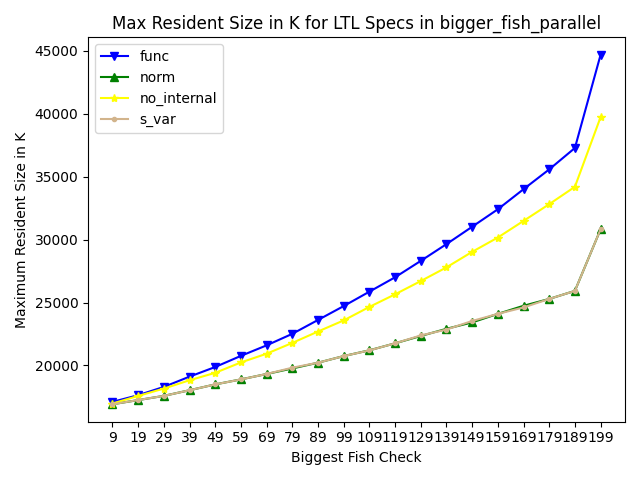 Max Resident Size in K for LTL Specs in bigger_fish_parallel
func
norm
no_internal
s_var
Maximum Resident Size in K
45000
40000
35000
30000
25000
20000
9 19 29 39 49 59 69 79 89 99 109 119 129 139 149 159 169 179 189 199
Biggest Fish Check